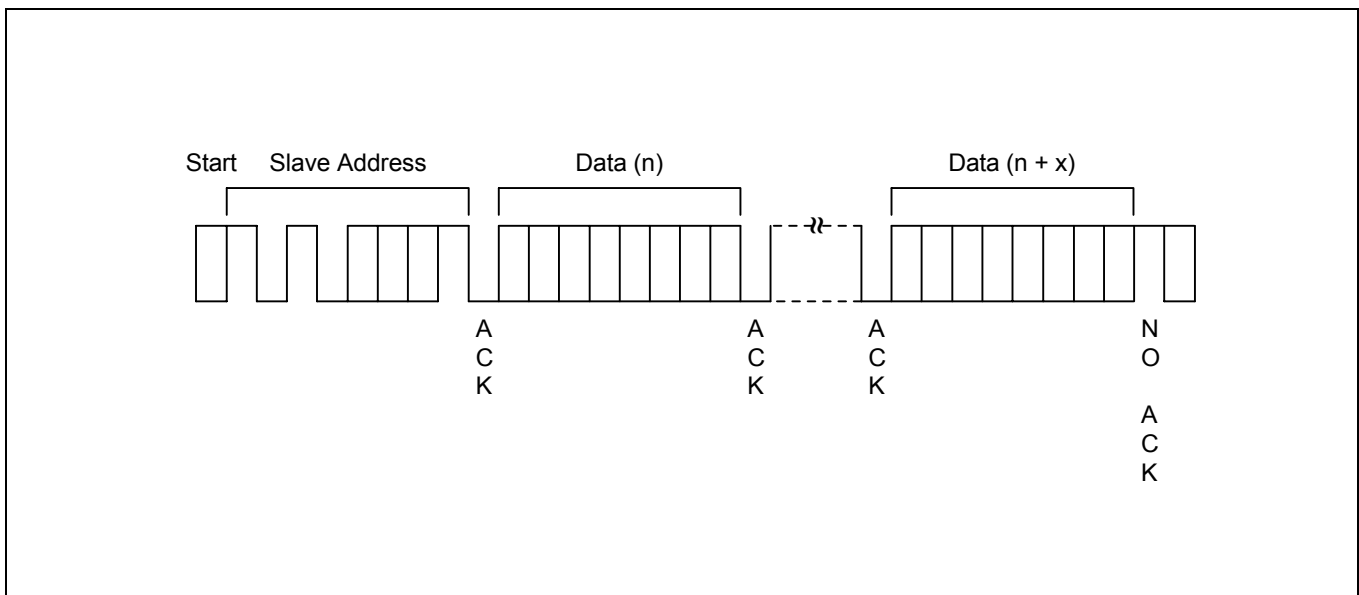 Start Slave Address Data (n) Data (n + x)
A A A N
C C C O
K K K
A
C
K